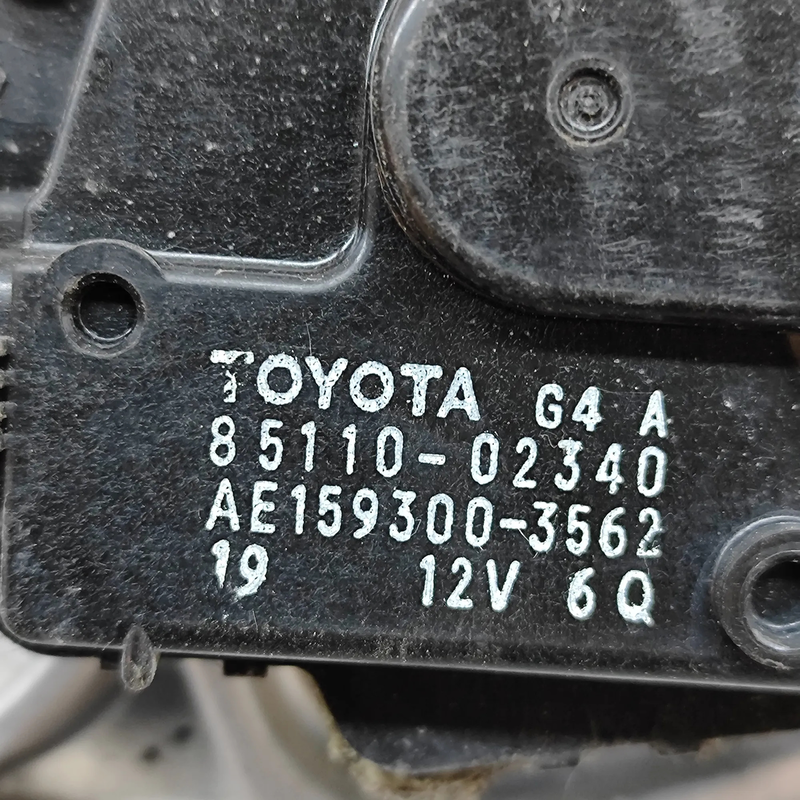 TOYOTA G4 A
85110-02340
AE159300-3562
19 12V 6Q